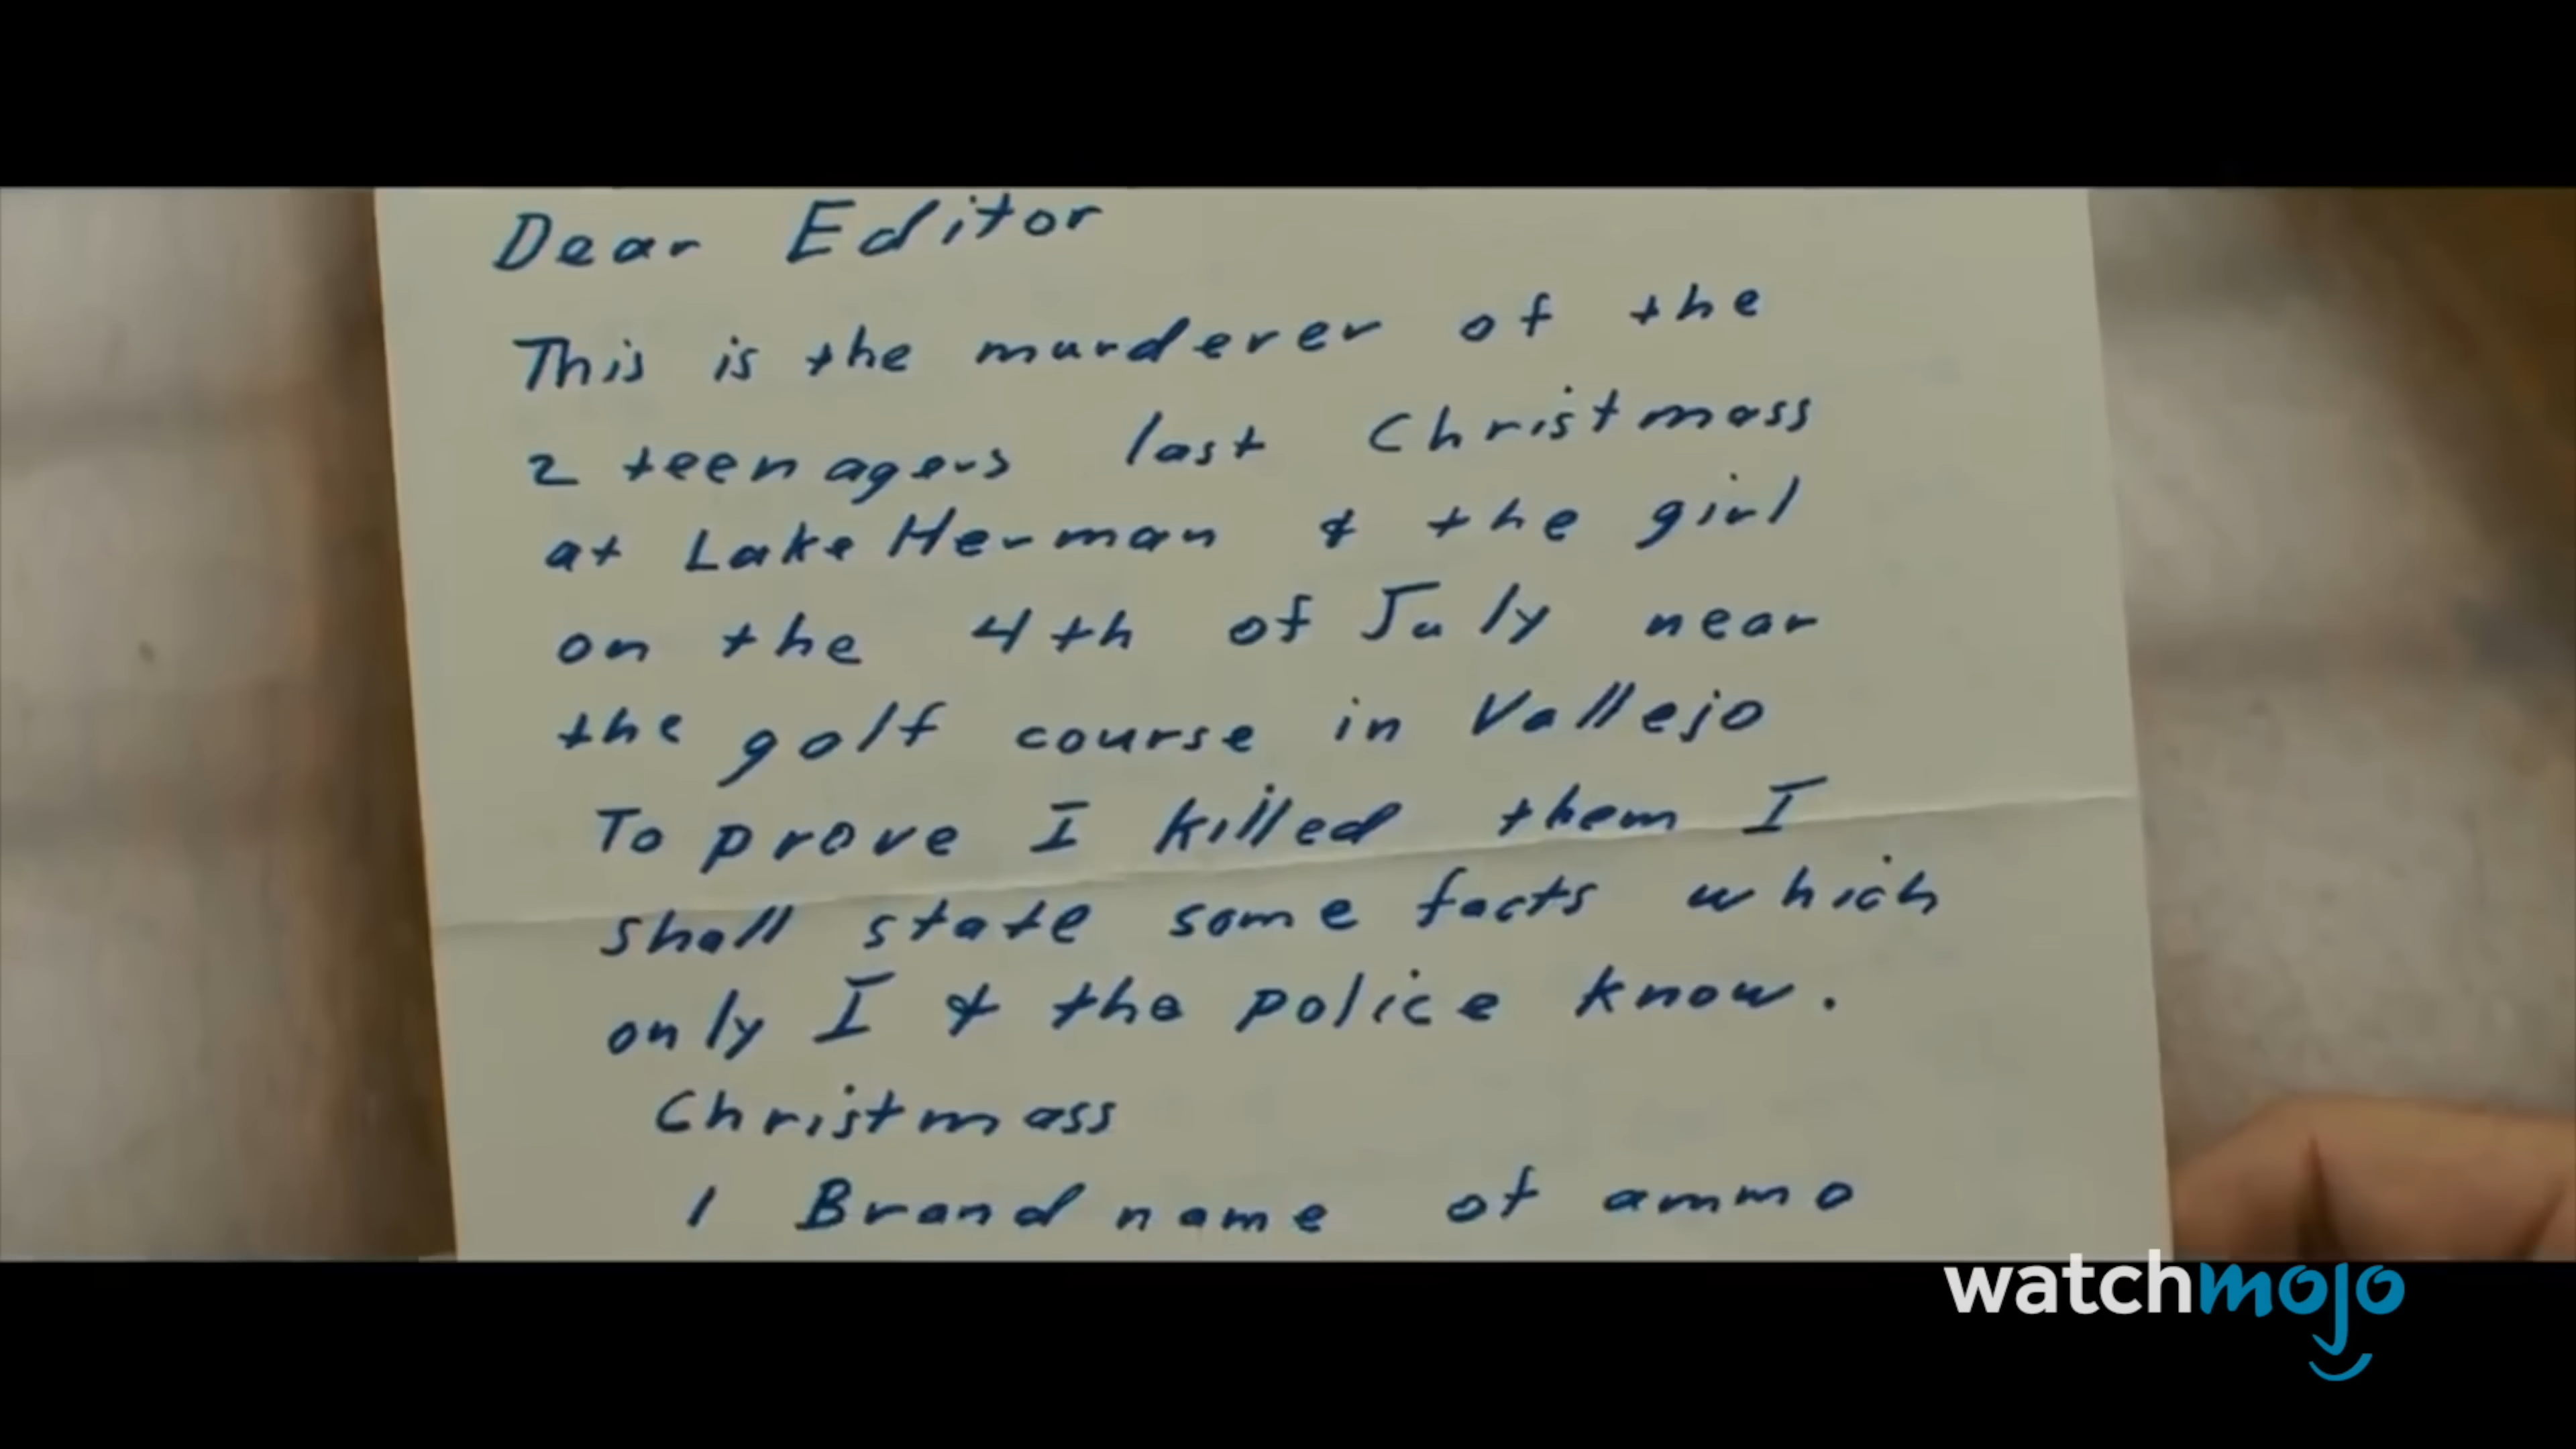 Dear Editor
This is the murderer of the
2 teenagers last Christmass
at Lake Herman & the girl
on the 4th of July near
the golf course in Vallejo
To prove I killed them I
shall state some facts which
only I & the police know.
Christmass
1 Brand name of ammo
watchmojo